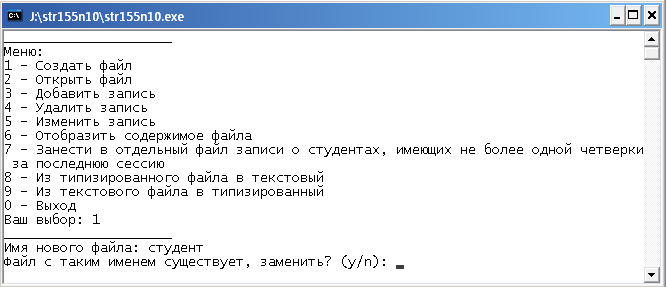 J:\str155n10\str155n10.exe
Меню:
1 - Создать файл
2 - Открыть файл
3 - Добавить запись
4 - Удалить запись
5 - Изменить запись
6 - Отобразить содержимое файла
7 - Занести в отдельный файл записи о студентах, имеющих не более одной четверки
за последнюю сессию
8 - Из типизированного файла в текстовый
9 - Из текстового файла в типизированный
0 - Выход
Ваш выбор: 1
Имя нового файла: студент
Файл с таким именем существует, заменить? (y/n):